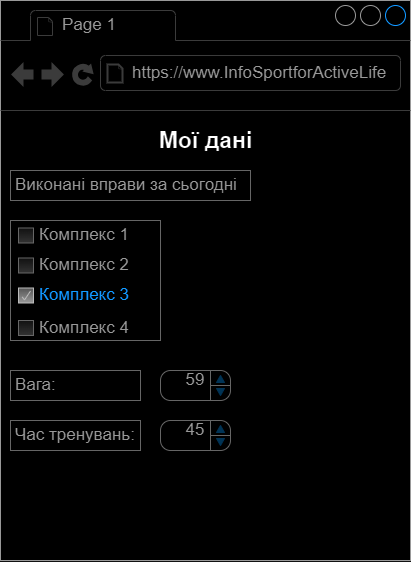 Page 1
https://www.InfoSportforActiveLife
Мої дані
Виконані вправи за сьогодні
Комплекс 1
Комплекс 2
Комплекс 3
Комплекс 4
Вага: 59
Час тренувань: 45